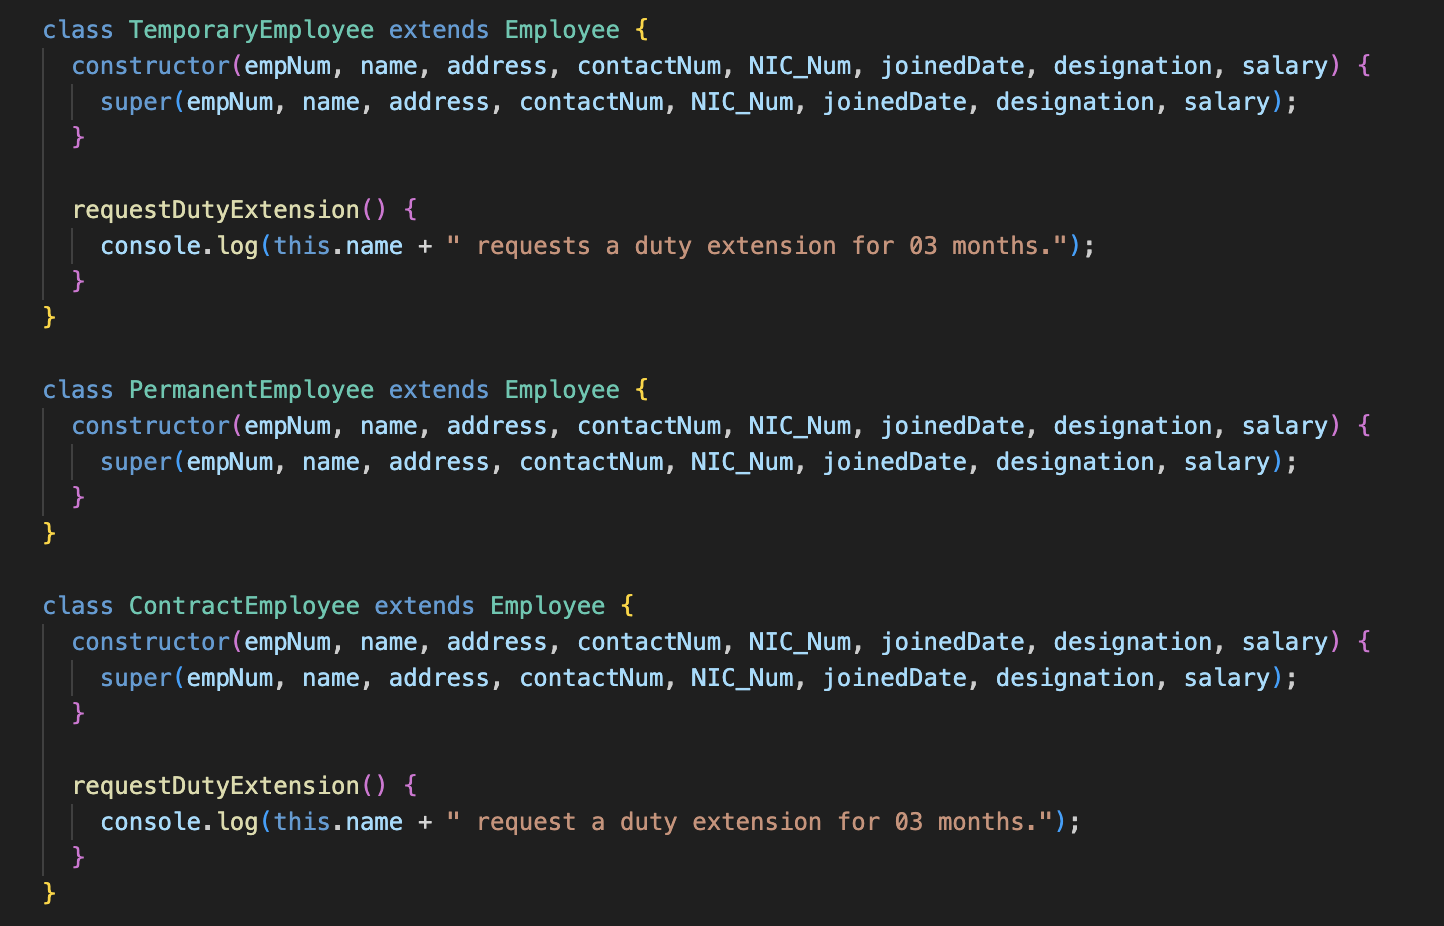 class TemporaryEmployee extends Employee {
constructor(empNum, name, address, contactNum, NIC_Num, joinedDate, designation, salary) {
super(empNum, name, address, contactNum, NIC_Num, joinedDate, designation, salary);
}
requestDutyExtension() {
console.log(this.name + " requests a duty extension for 03 months.");
}
}
class PermanentEmployee extends Employee {
constructor(empNum, name, address, contactNum, NIC_Num, joinedDate, designation, salary) {
super(empNum, name, address, contactNum, NIC_Num, joinedDate, designation, salary);
}
}
class ContractEmployee extends Employee {
constructor(empNum, name, address, contactNum, NIC_Num, joinedDate, designation, salary) {
super(empNum, name, address, contactNum, NIC_Num, joinedDate, designation, salary);
}
requestDutyExtension() {
console.log(this.name + " request a duty extension for 03 months.");
}
}